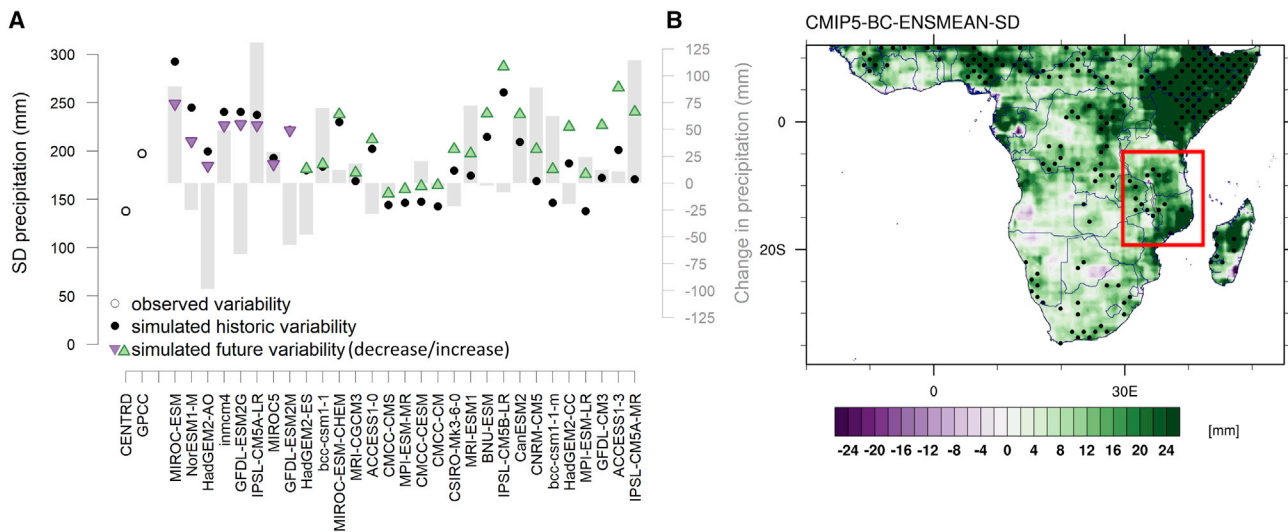 A
SD precipitation (mm)
300
250
200
150
100
50
0
125
100
75
50
25
0
-25
-50
-75
-100
-125
Change in precipitation (mm)
observed variability
simulated historic variability
simulated future variability (decrease/increase)
CENTRD
GPCC
MIROC-ESM
NorESM1-M
HadGEM2-AO
inmcm4
GFDL-ESM2G
IPSL-CM5A-LR
MIROC5
GFDL-ESM2M
HadGEM2-ES
bcc-csm1-1
MIROC-ESM-CHEM
MRI-CGCM3
ACCESS1-0
CMCC-CMS
MPI-ESM-MR
CMCC-CESM
CMCC-CM
CSIRO-Mk3-6-0
MRI-ESM1
BNU-ESM
IPSL-CM5B-LR
CanESM2
CNRM-CM5
bcc-csm1-1-m
HadGEM2-CC
MPI-ESM-LR
GFDL-CM3
ACCESS1-3
IPSL-CM5A-MR
B
CMIP5-BC-ENSMEAN-SD
0
20S
0
30E
[mm]
-24 -20 -16 -12 -8 -4 0 4 8 12 16 20 24